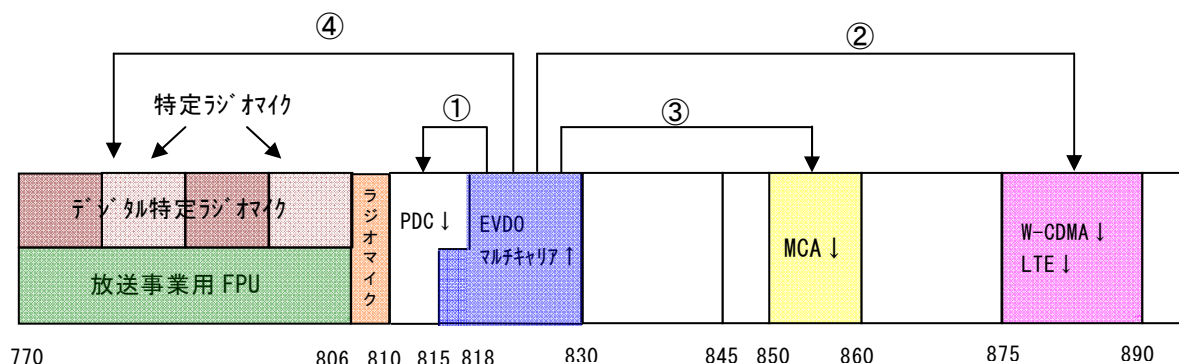 ④
②
特定ﾗｼﾞｵﾏｲｸ
①
③
ﾃﾞｼﾞﾀﾙ特定ﾗｼﾞｵﾏｲｸ
放送事業用 FPU
ラジオマイク
PDC↓
EVDO
ﾏﾙﾁｷｬﾘｱ↑
MCA↓
W-CDMA↓
LTE↓
770 806 810 815 818 830 845 850 860 875 890